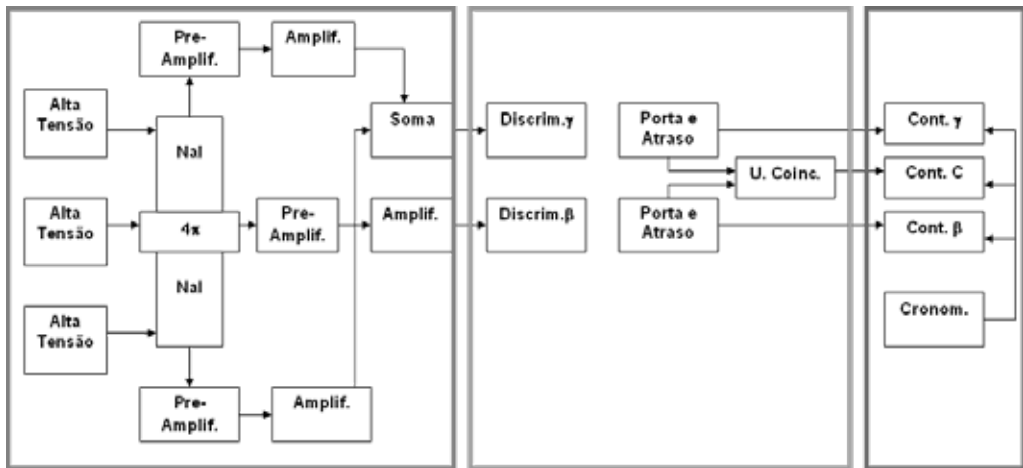 Pre-
Amplif.
Amplif.
Alta
Tensão
NaI
Soma
Discrim.γ
Porta e
Atraso
Cont. γ
U. Coinc.
Cont. C
Alta
Tensão
4π
Pre-
Amplif.
Amplif.
Discrim.β
Porta e
Atraso
Cont. β
NaI
Alta
Tensão
Cronom.
Pre-
Amplif.
Amplif.